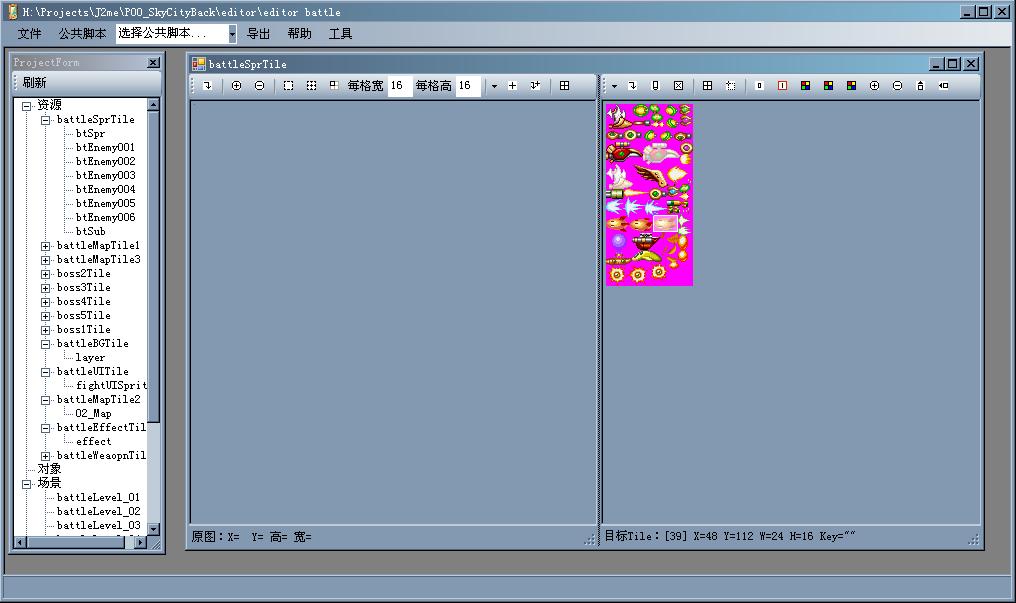 H:\Projects\J2me\P00_SkyCityBack\editor\editor battle
文件 公共脚本 选择公共脚本... 导出 帮助 工具
ProjectForm
刷新
资源
battleSprTile
btSpr
btEnemy001
btEnemy002
btEnemy003
btEnemy004
btEnemy005
btEnemy006
btSub
battleMapTile1
battleMapTile3
boss2Tile
boss3Tile
boss4Tile
boss5Tile
boss1Tile
battleBGTile
layer
battleUITile
fightUISprit
battleMapTile2
02_Map
battleEffectTil
effect
battleWeaopnTil
对象
场景
battleLevel_01
battleLevel_02
battleLevel_03
battleSprTile
每格宽 16 每格高 16
原图：X= Y= 高= 宽=
目标Tile：[39] X=48 Y=112 W=24 H=16 Key=""